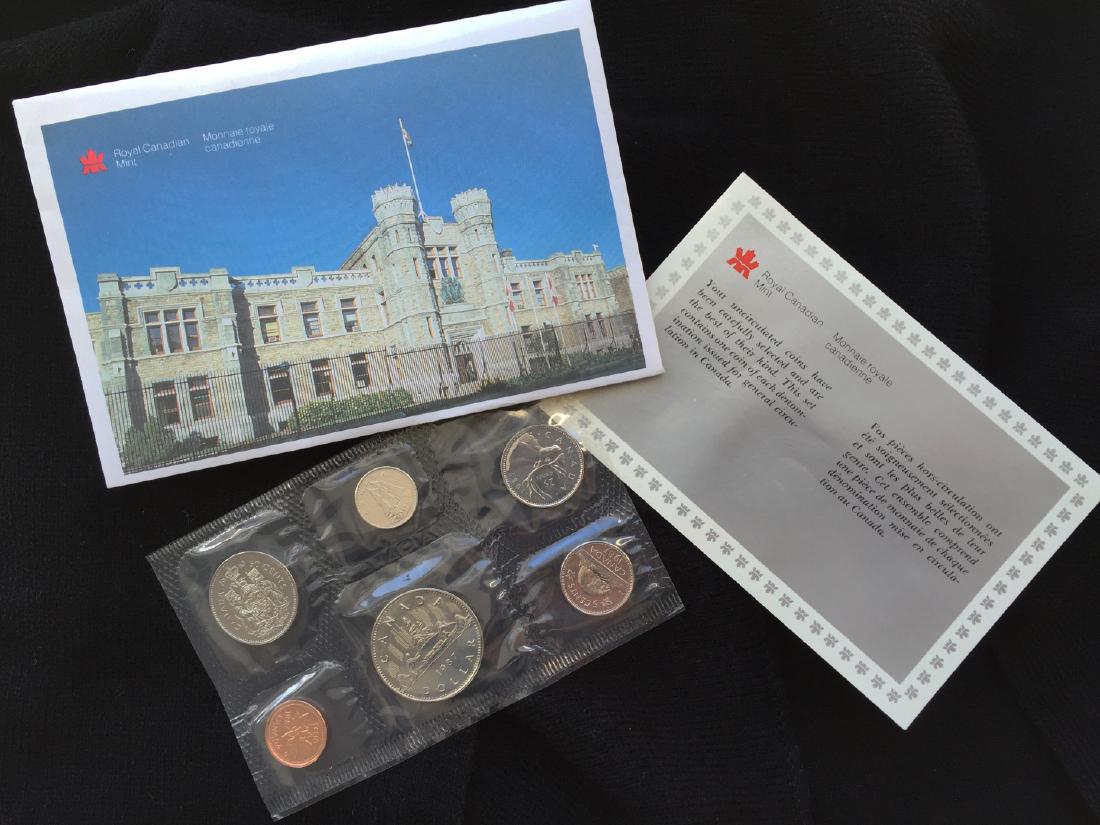 Royal Canadian
Mint
Monnaie royale
canadienne
Royal Canadian
Mint
Monnaie royale
canadienne
Your uncirculated coins have
been carefully selected and are
the best of their kind. This set
contains one coin of each denom-
ination issued for general circu-
lation in Canada.
Vos pièces hors-circulation ont
été soigneusement sélectionnées
et sont les plus belles de leur
genre. Cet ensemble comprend
une pièce de monnaie de chaque
dénomination mise en circula-
tion au Canada.
CANADA
DOLLAR
CANADA
5 CENTS